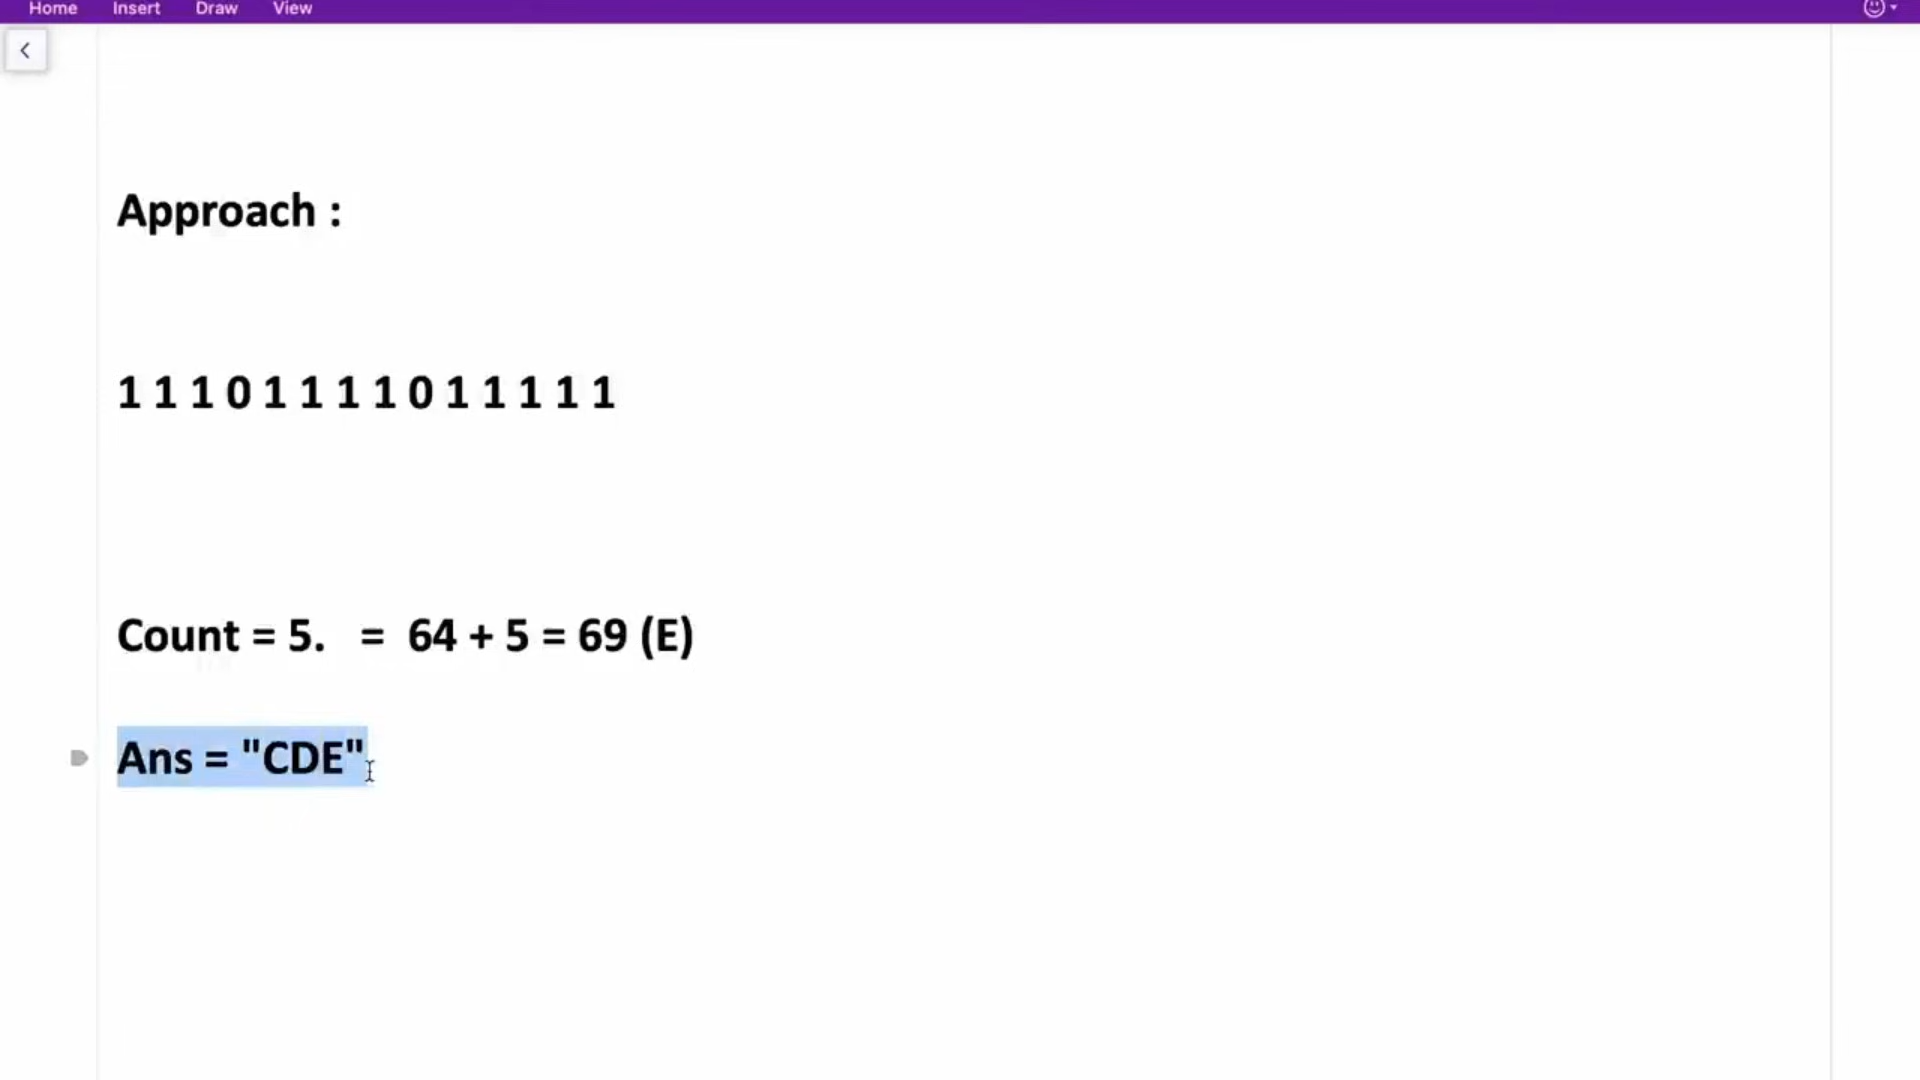 Home Insert Draw View
Approach :
1 1 1 0 1 1 1 1 0 1 1 1 1 1
Count = 5. = 64 + 5 = 69 (E)
Ans = "CDE"